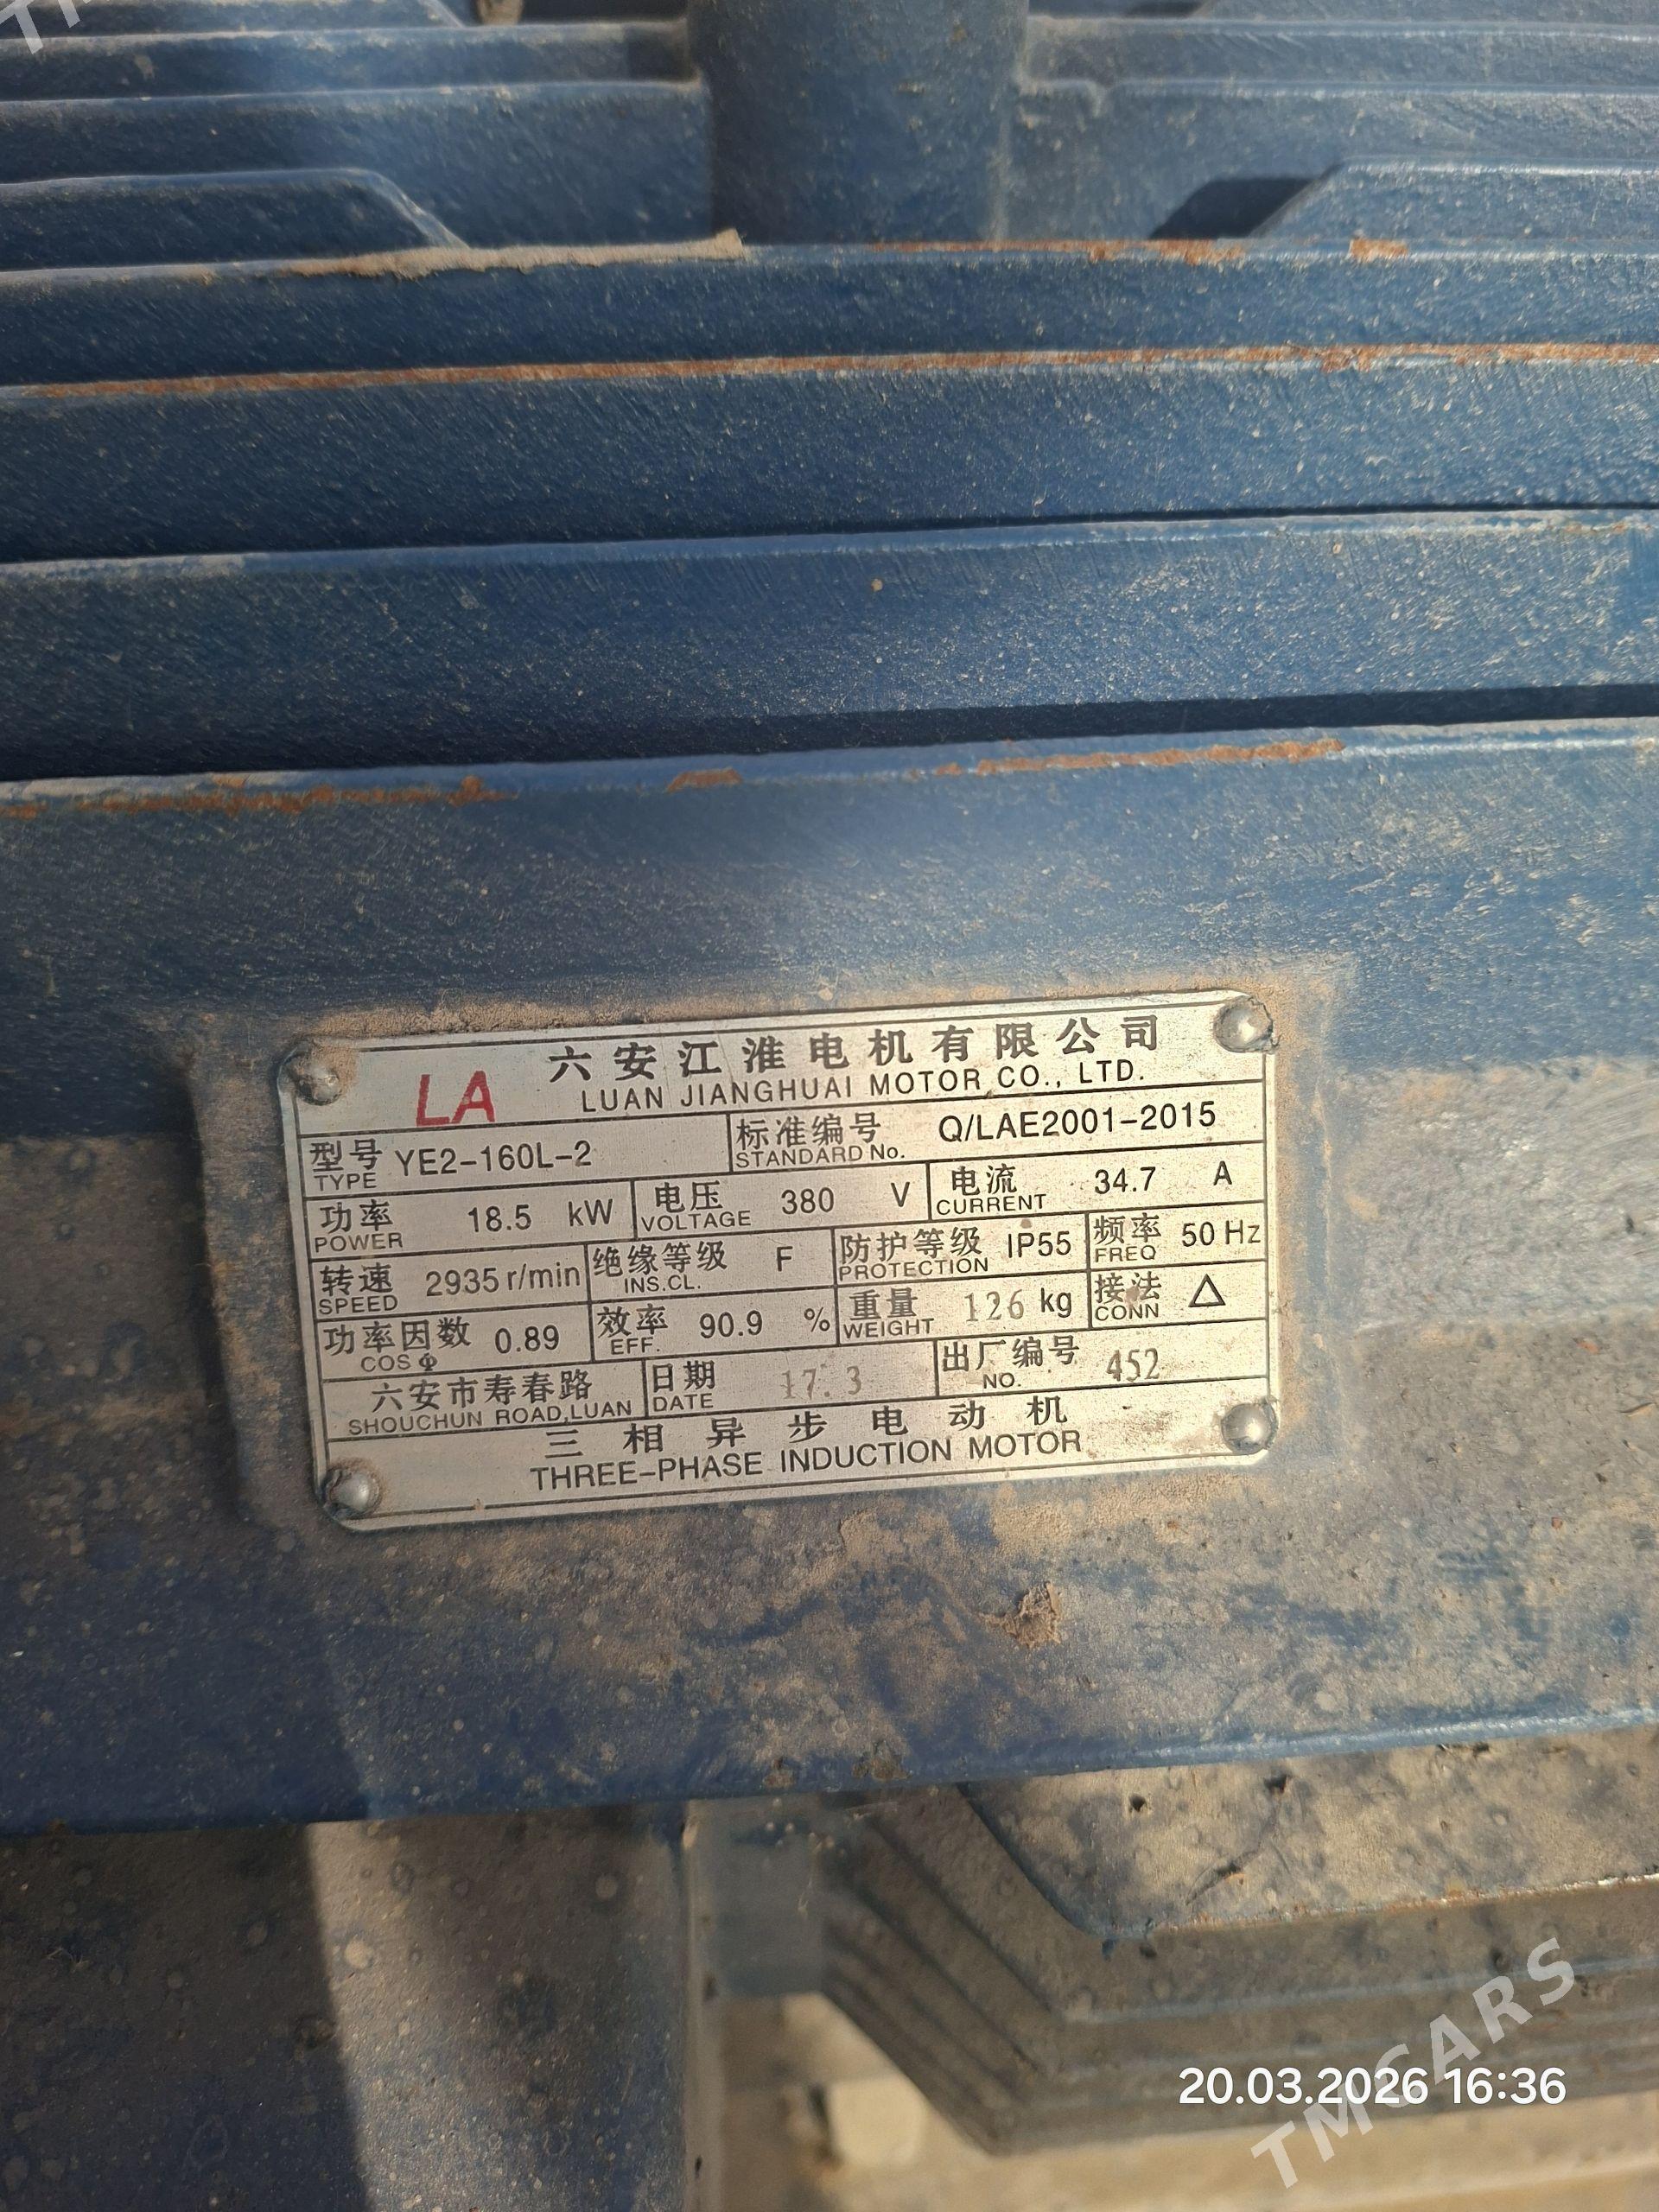 LA
六安江淮电机有限公司
LUAN JIANGHUAI MOTOR CO., LTD.
型号 TYPE YE2-160L-2 标准编号 STANDARD No. Q/LAE2001-2015
功率 POWER 18.5 kW 电压 VOLTAGE 380 V 电流 CURRENT 34.7 A
转速 SPEED 2935 r/min 绝缘等级 INS.CL. F 防护等级 PROTECTION IP55 频率 FREQ 50 Hz
功率因数 COS Φ 0.89 效率 EFF. 90.9 % 重量 WEIGHT 126 kg 接法 CONN △
六安市寿春路 SHOUCHUN ROAD,LUAN 日期 DATE 17.3 出厂编号 NO. 452
三相异步电动机
THREE-PHASE INDUCTION MOTOR
20.03.2026 16:36
TMCARS